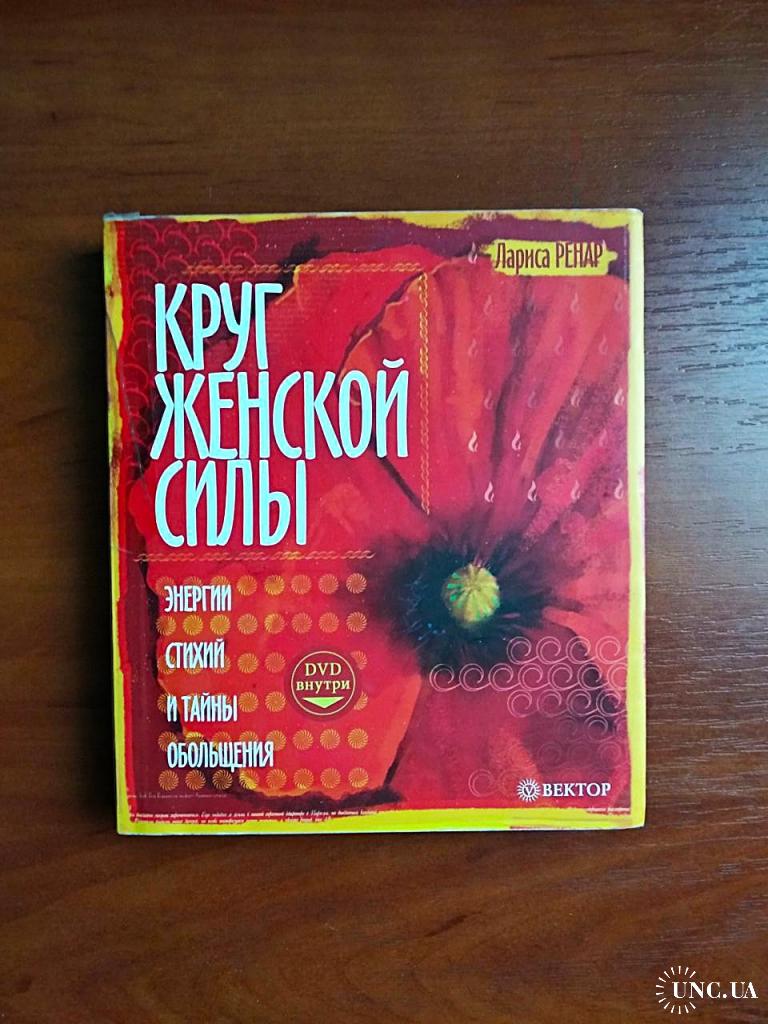 Лариса РЕНАР
КРУГ
ЖЕНСКОЙ
СИЛЫ
ЭНЕРГИИ
СТИХИЙ
И ТАЙНЫ
ОБОЛЬЩЕНИЯ
DVD
внутри
ВЕКТОР
UNC.UA